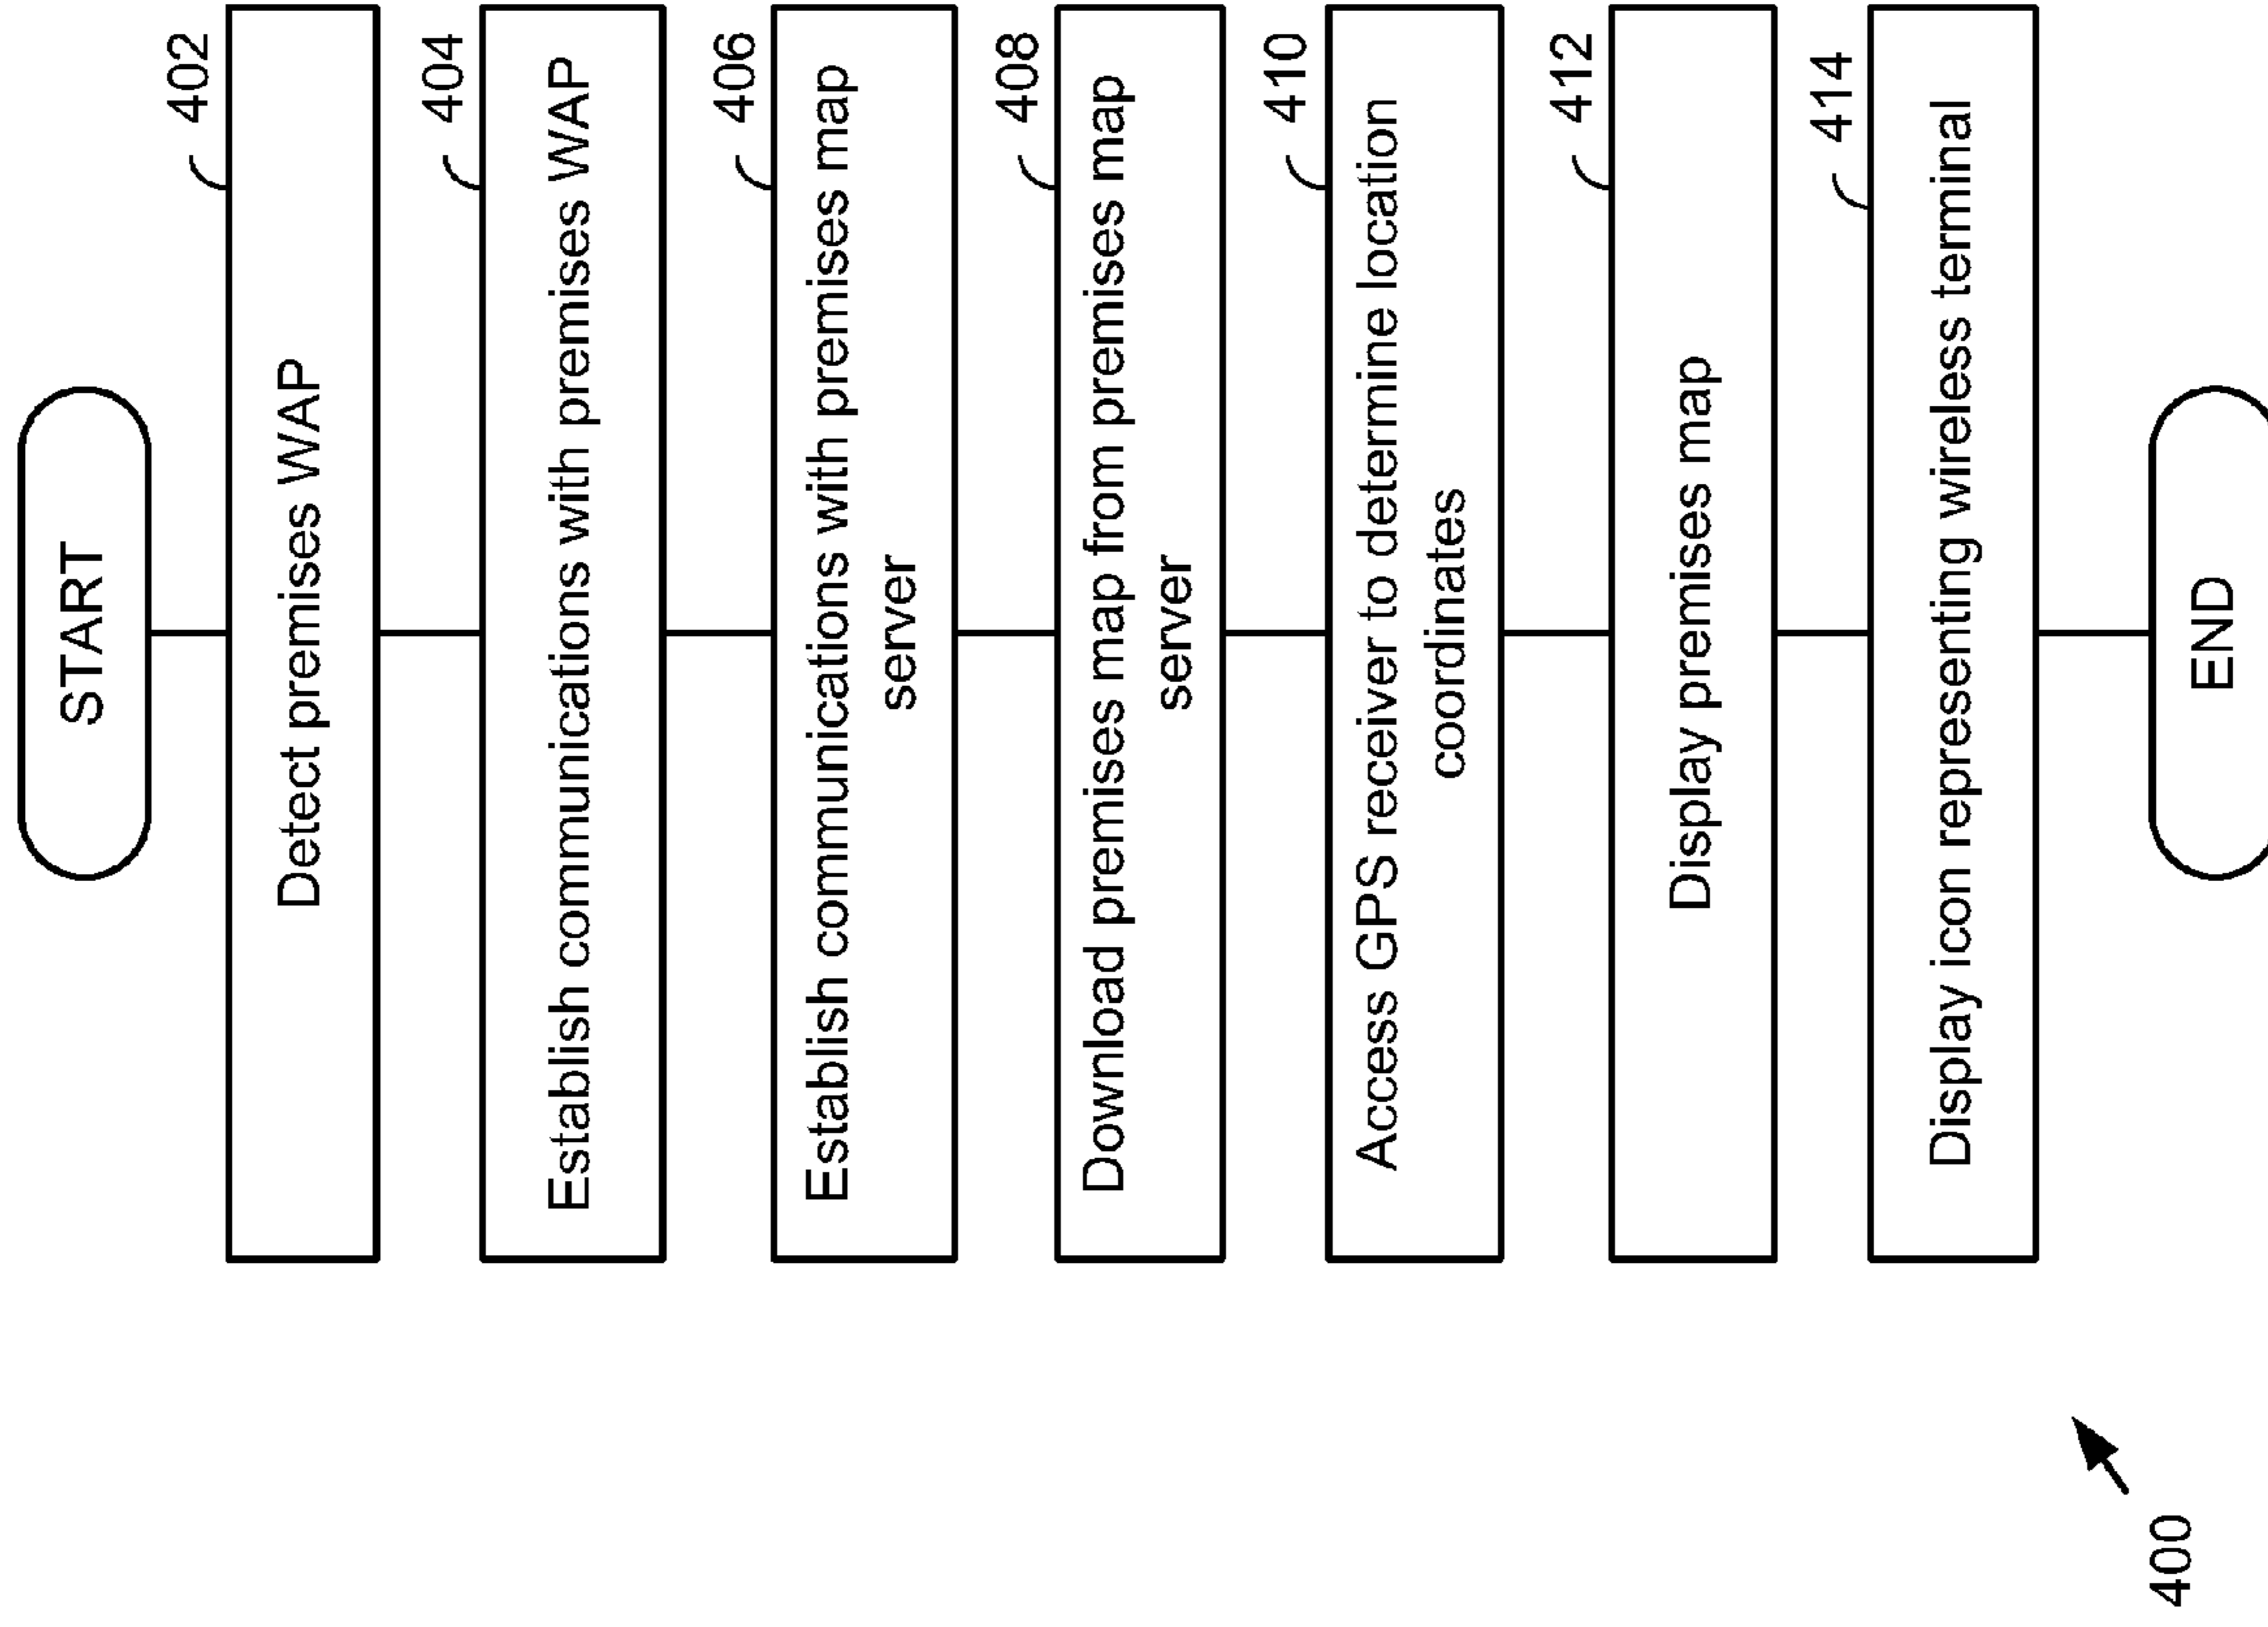 START
402
Detect premises WAP
404
Establish communications with premises WAP
406
Establish communications with premises map
server
408
Download premises map from premises map
server
410
Access GPS receiver to determine location
coordinates
412
Display premises map
414
Display icon representing wireless terminal
END
400